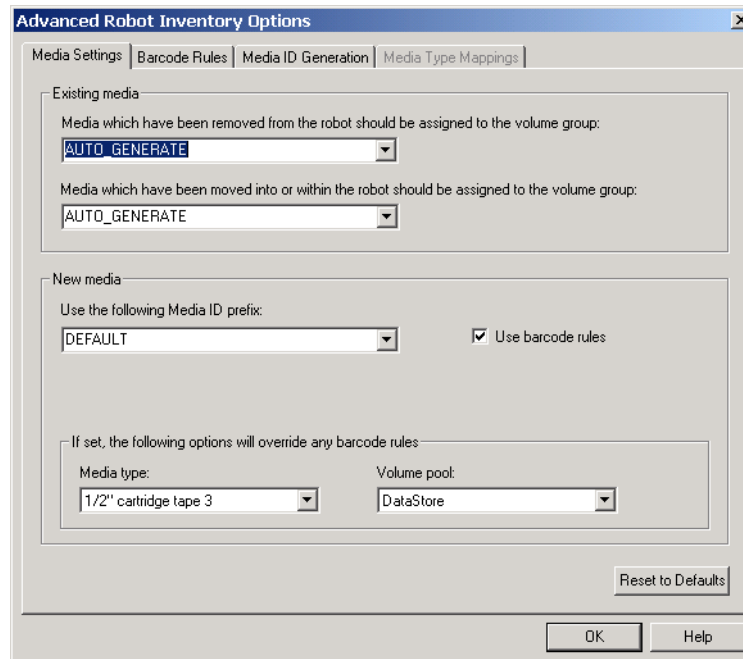 Advanced Robot Inventory Options
Media Settings Barcode Rules Media ID Generation Media Type Mappings
Existing media
Media which have been removed from the robot should be assigned to the volume group:
AUTO_GENERATE
Media which have been moved into or within the robot should be assigned to the volume group:
AUTO_GENERATE
New media
Use the following Media ID prefix:
DEFAULT Use barcode rules
If set, the following options will override any barcode rules
Media type: Volume pool:
1/2" cartridge tape 3 DataStore
Reset to Defaults
OK Help